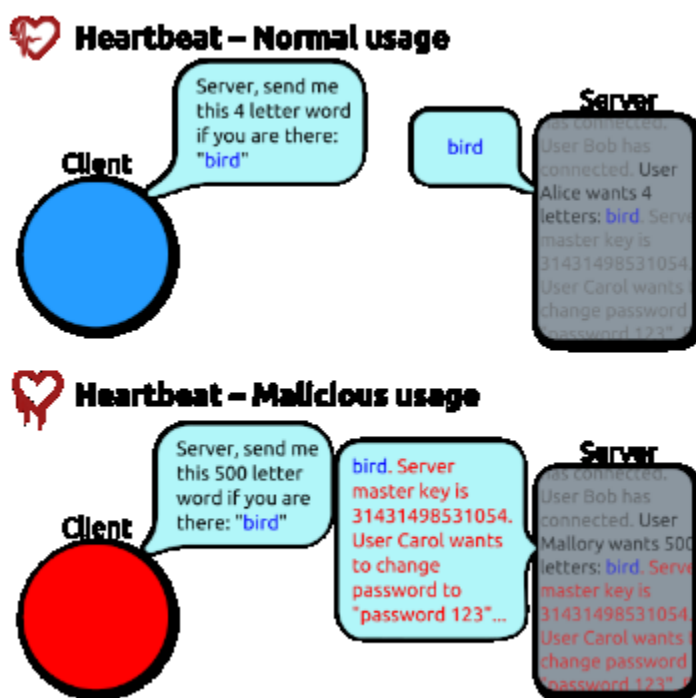 Heartbeat – Normal usage
Server, send me
this 4 letter word
if you are there:
"bird"
Client
bird
Server
has connected.
User Bob has
connected. User
Alice wants 4
letters: bird. Serve
master key is
31431498531054.
User Carol wants t
change password
"password 123".
Heartbeat – Malicious usage
Server, send me
this 500 letter
word if you are
there: "bird"
Client
bird. Server
master key is
31431498531054.
User Carol wants
to change
password to
"password 123"...
Server
has connected.
User Bob has
connected. User
Mallory wants 500
letters: bird. Serve
master key is
31431498531054.
User Carol wants t
change password
"password 123".